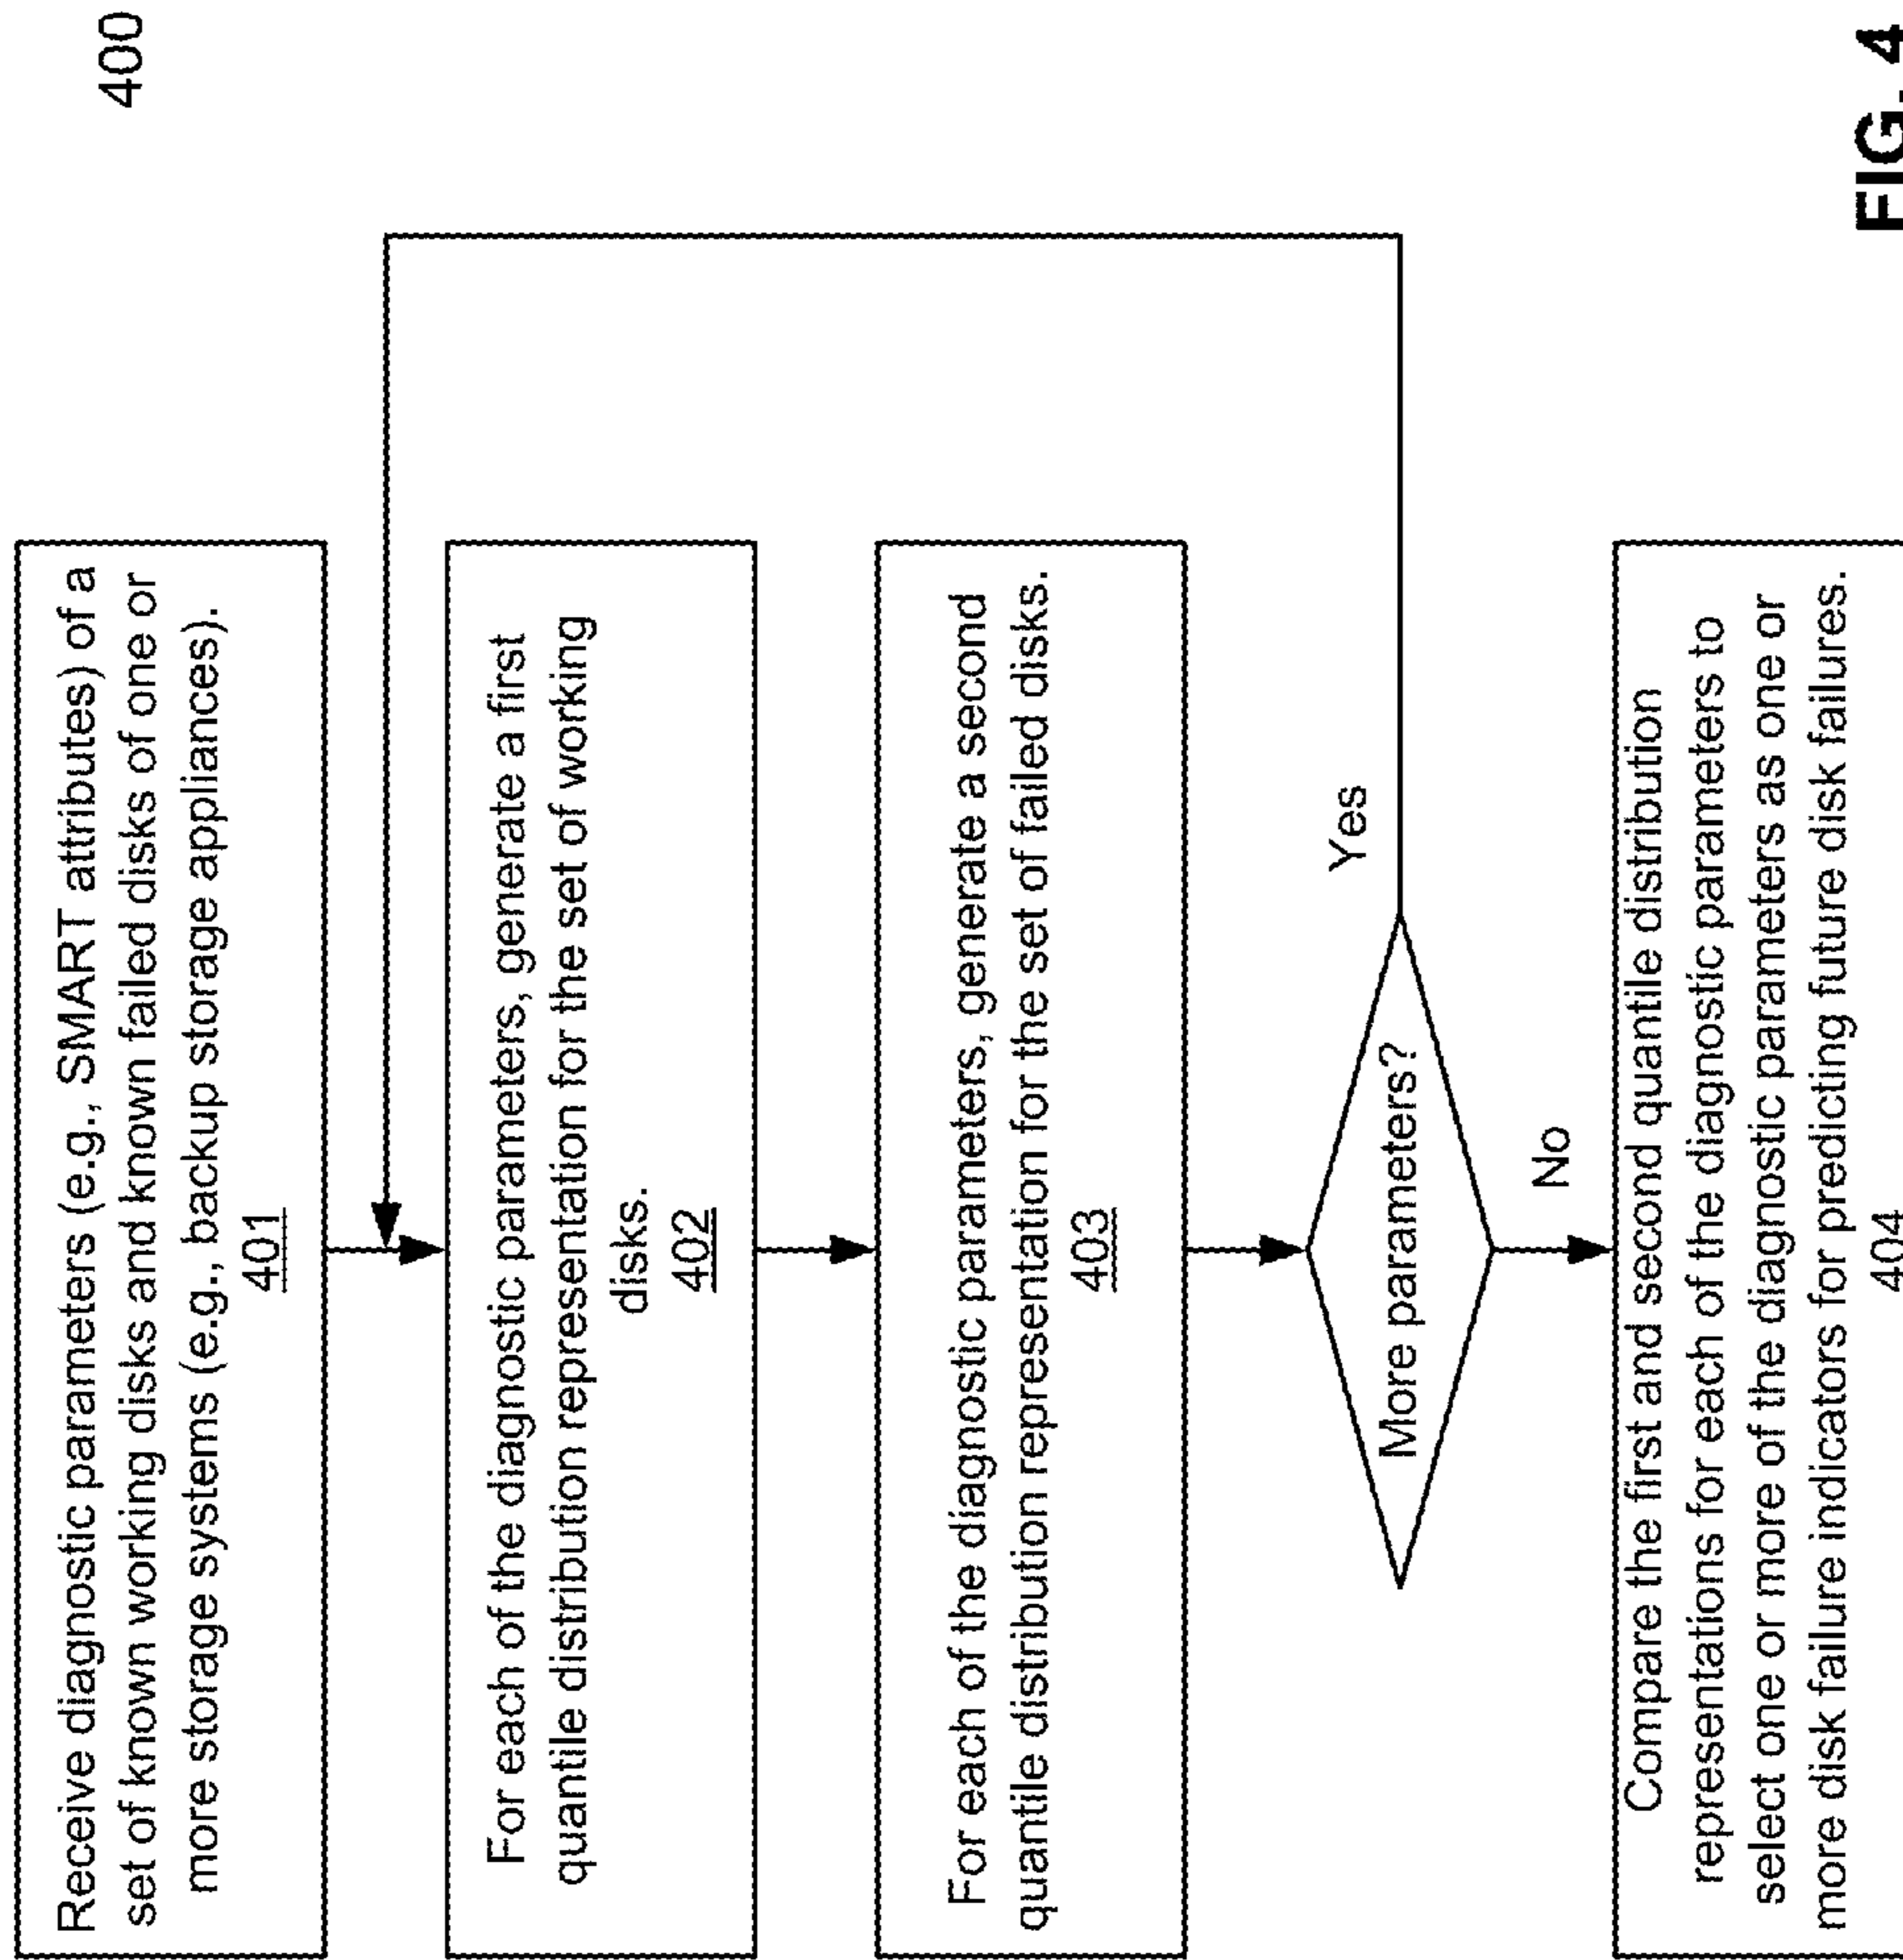 400
Receive diagnostic parameters (e.g., SMART attributes) of a
set of known working disks and known failed disks of one or
more storage systems (e.g., backup storage appliances).
401
For each of the diagnostic parameters, generate a first
quantile distribution representation for the set of working
disks.
402
For each of the diagnostic parameters, generate a second
quantile distribution representation for the set of failed disks.
403
More parameters?
Yes
No
Compare the first and second quantile distribution
representations for each of the diagnostic parameters to
select one or more of the diagnostic parameters as one or
more disk failure indicators for predicting future disk failures.
404
FIG. 4